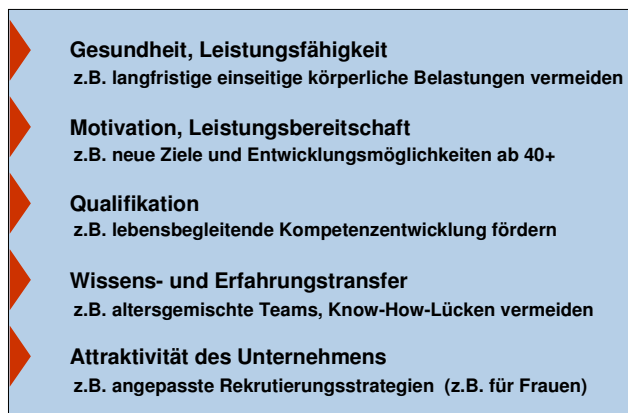 Gesundheit, Leistungsfähigkeit
z.B. langfristige einseitige körperliche Belastungen vermeiden
Motivation, Leistungsbereitschaft
z.B. neue Ziele und Entwicklungsmöglichkeiten ab 40+
Qualifikation
z.B. lebensbegleitende Kompetenzentwicklung fördern
Wissens- und Erfahrungstransfer
z.B. altersgemischte Teams, Know-How-Lücken vermeiden
Attraktivität des Unternehmens
z.B. angepasste Rekrutierungsstrategien (z.B. für Frauen)